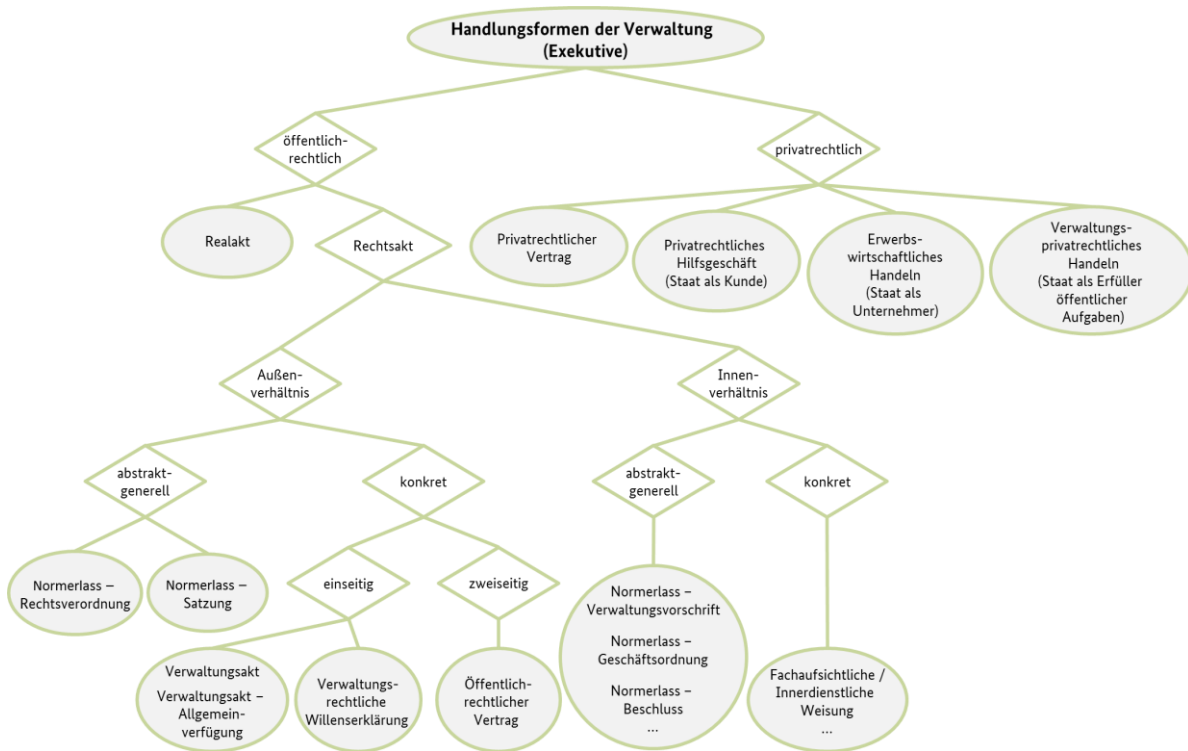 Handlungsformen der Verwaltung
(Exekutive)
öffentlich-
rechtlich
privatrechtlich
Realakt
Rechtsakt
Privatrechtlicher
Vertrag
Privatrechtliches
Hilfsgeschäft
(Staat als Kunde)
Erwerbs-
wirtschaftliches
Handeln
(Staat als
Unternehmer)
Verwaltungs-
privatrechtliches
Handeln
(Staat als Erfüller
öffentlicher
Aufgaben)
Außen-
verhältnis
Innen-
verhältnis
abstrakt-
generell
konkret
abstrakt-
generell
konkret
Normerlass –
Rechtsverordnung
Normerlass –
Satzung
einseitig
zweiseitig
Verwaltungsakt
Verwaltungsakt –
Allgemein-
verfügung
Verwaltungs-
rechtliche
Willenserklärung
Öffentlich-
rechtlicher
Vertrag
Normerlass –
Verwaltungsvorschrift
Normerlass –
Geschäftsordnung
Normerlass –
Beschluss
...
Fachaufsichtliche /
Innerdienstliche
Weisung
...